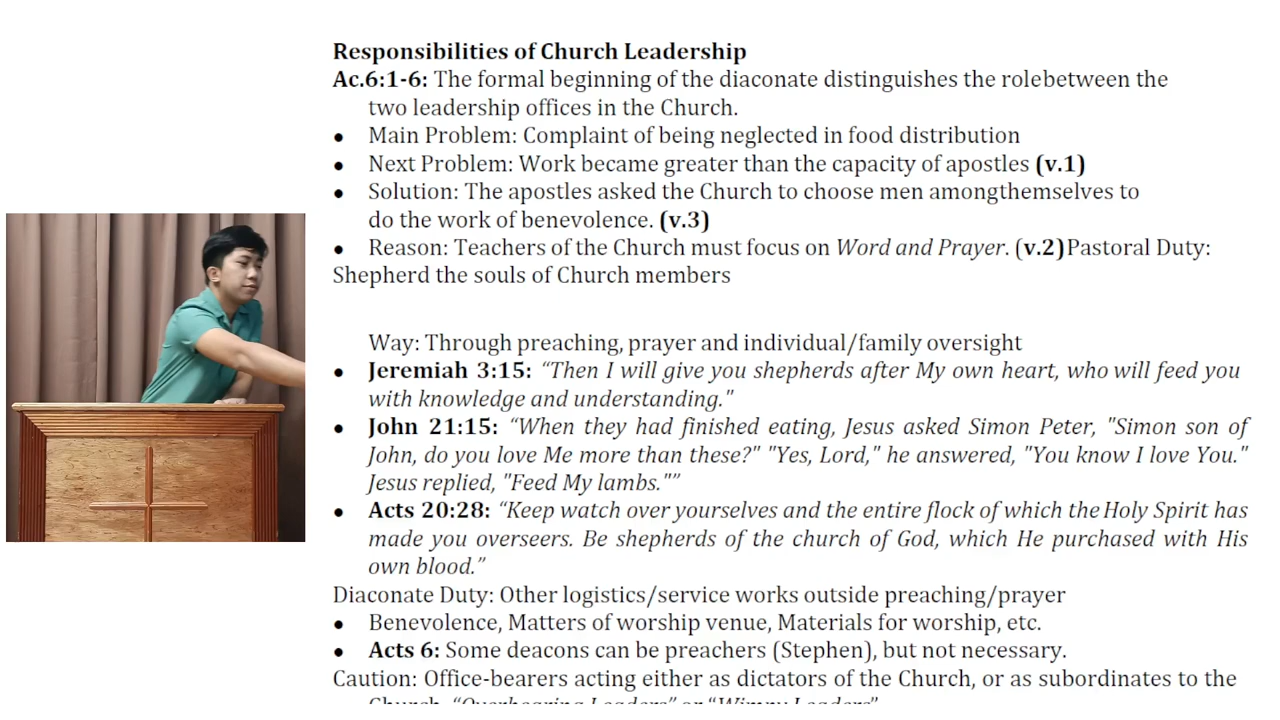 Responsibilities of Church Leadership
Ac.6:1-6: The formal beginning of the diaconate distinguishes the rolebetween the
two leadership offices in the Church.
● Main Problem: Complaint of being neglected in food distribution
● Next Problem: Work became greater than the capacity of apostles (v.1)
● Solution: The apostles asked the Church to choose men amongthemselves to
do the work of benevolence. (v.3)
● Reason: Teachers of the Church must focus on Word and Prayer. (v.2)Pastoral Duty:
Shepherd the souls of Church members
Way: Through preaching, prayer and individual/family oversight
● Jeremiah 3:15: “Then I will give you shepherds after My own heart, who will feed you
with knowledge and understanding."
● John 21:15: “When they had finished eating, Jesus asked Simon Peter, "Simon son of
John, do you love Me more than these?" "Yes, Lord," he answered, "You know I love You."
Jesus replied, "Feed My lambs."”
● Acts 20:28: “Keep watch over yourselves and the entire flock of which the Holy Spirit has
made you overseers. Be shepherds of the church of God, which He purchased with His
own blood.”
Diaconate Duty: Other logistics/service works outside preaching/prayer
● Benevolence, Matters of worship venue, Materials for worship, etc.
● Acts 6: Some deacons can be preachers (Stephen), but not necessary.
Caution: Office-bearers acting either as dictators of the Church, or as subordinates to the
Church. “Overbearing Leaders” or “Wimpy Leaders”